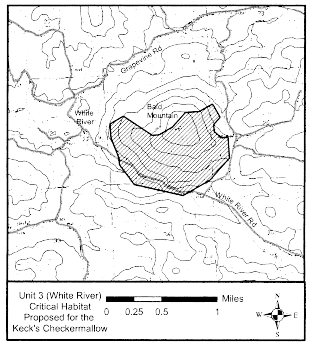 Grapevine Rd
Bald
Mountain
White
River
White River Rd
Unit 3 (White River)
Critical Habitat
Proposed for the
Keck's Checkermallow
Miles
0 0.25 0.5 1
N
W E
S